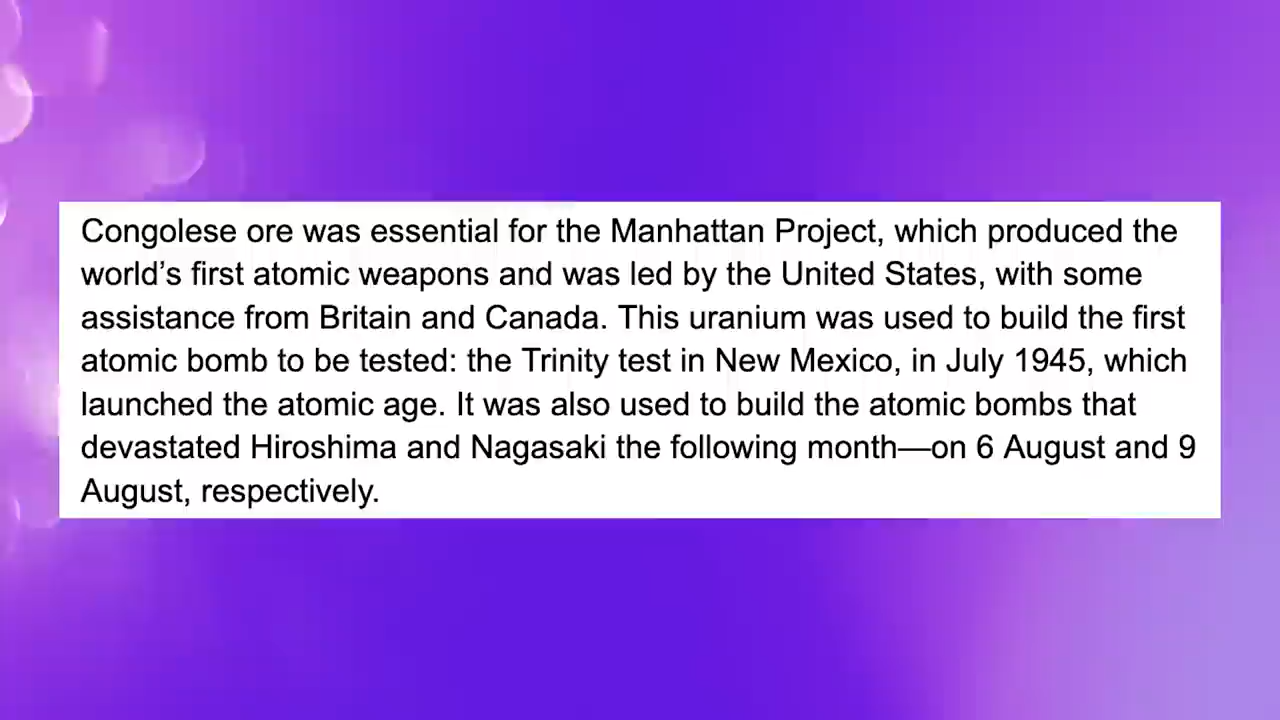 Congolese ore was essential for the Manhattan Project, which produced the
world’s first atomic weapons and was led by the United States, with some
assistance from Britain and Canada. This uranium was used to build the first
atomic bomb to be tested: the Trinity test in New Mexico, in July 1945, which
launched the atomic age. It was also used to build the atomic bombs that
devastated Hiroshima and Nagasaki the following month—on 6 August and 9
August, respectively.